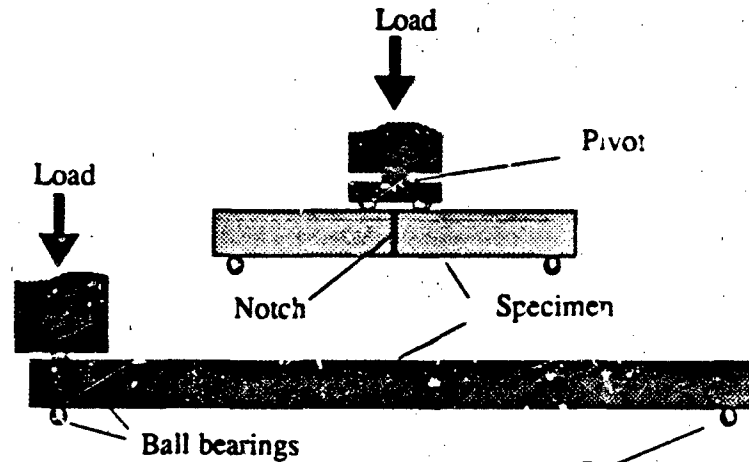 Load
Pivot
Load
Notch
Specimen
Ball bearings